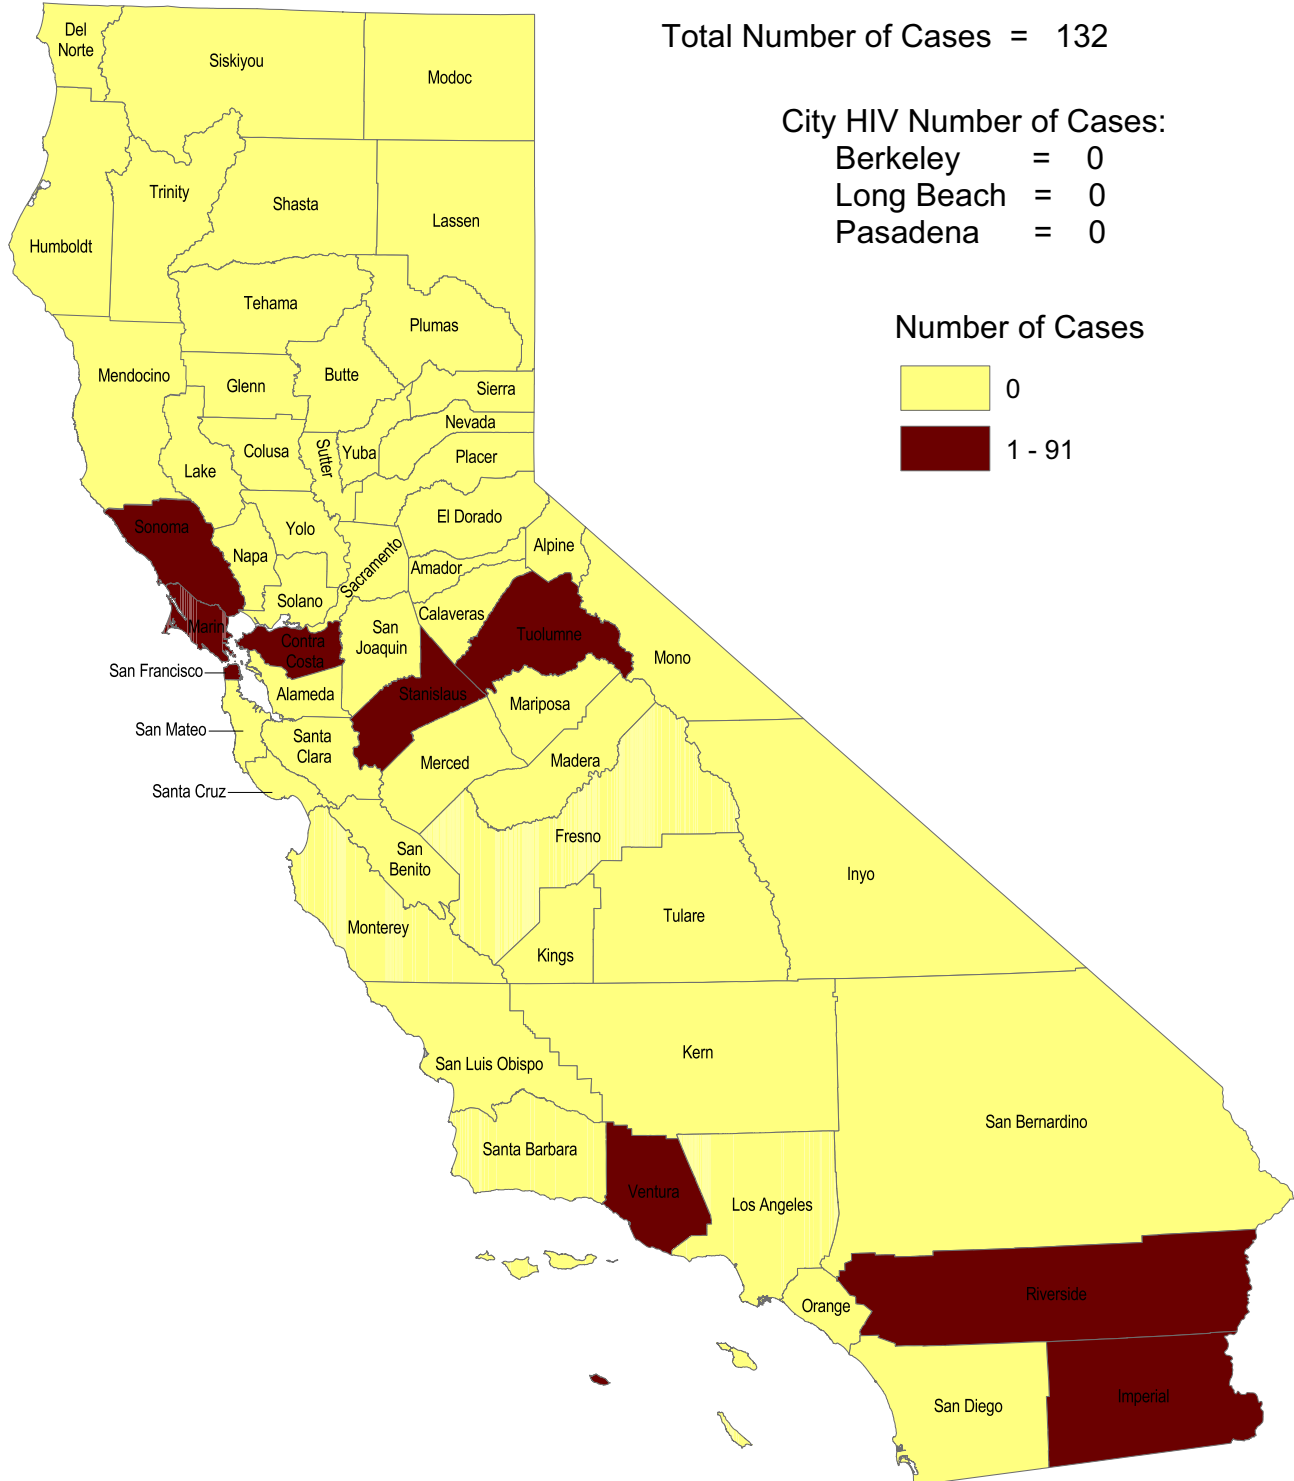 Total Number of Cases = 132
City HIV Number of Cases:
Berkeley = 0
Long Beach = 0
Pasadena = 0
Number of Cases
0
1 - 91
Del
Norte
Siskiyou
Modoc
Trinity
Shasta
Lassen
Humboldt
Tehama
Plumas
Mendocino
Glenn
Butte
Sierra
Nevada
Colusa
Sutter
Yuba
Placer
Lake
El Dorado
Sonoma
Yolo
Napa
Sacramento
Alpine
Amador
Solano
Calaveras
Marin
Contra
Costa
San
Joaquin
Tuolumne
Mono
San Francisco
Alameda
Stanislaus
Mariposa
San Mateo
Santa
Clara
Merced
Madera
Santa Cruz
Fresno
San
Benito
Inyo
Monterey
Tulare
Kings
San Luis Obispo
Kern
San Bernardino
Santa Barbara
Ventura
Los Angeles
Orange
Riverside
San Diego
Imperial